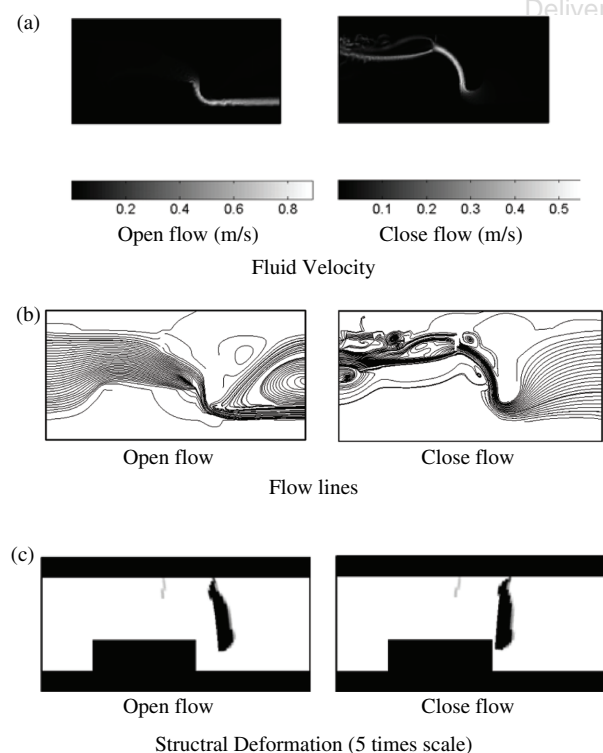 Deliver
(a)
0.2 0.4 0.6 0.8
0.1 0.2 0.3 0.4 0.5
Open flow (m/s) Close flow (m/s)
Fluid Velocity
(b)
Open flow Close flow
Flow lines
(c)
Open flow Close flow
Structral Deformation (5 times scale)